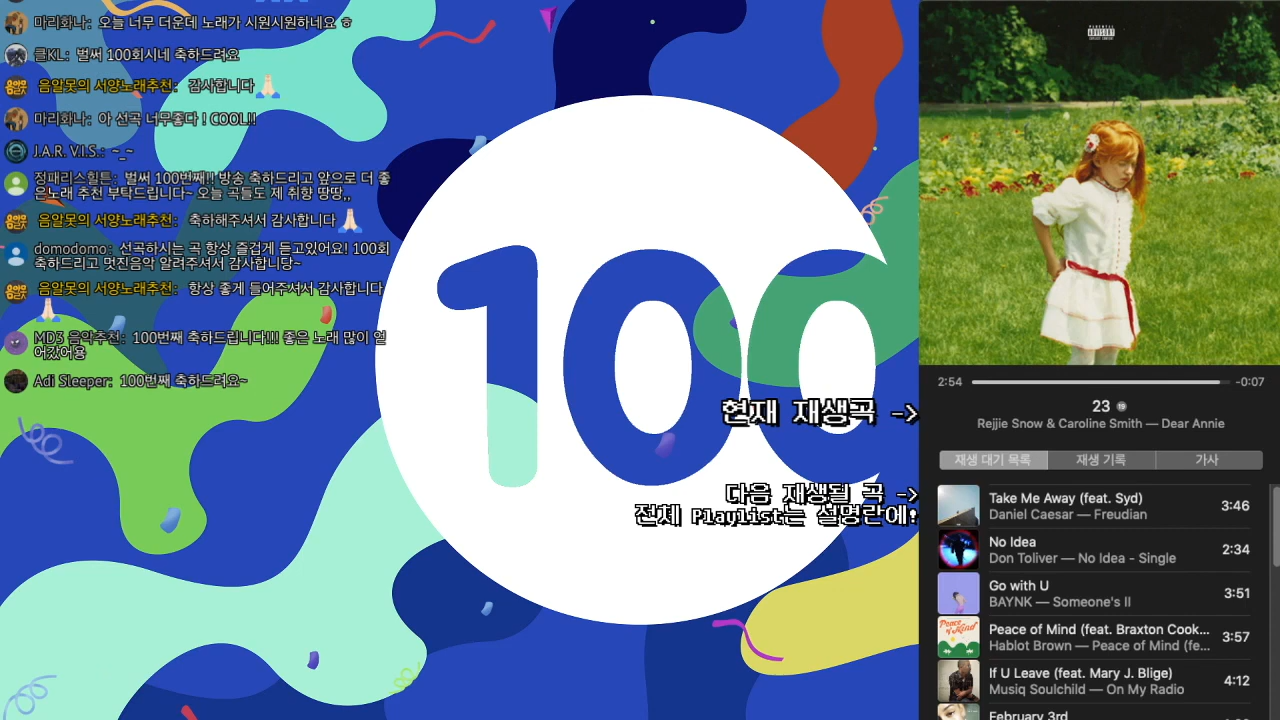 마리화나: 오늘 너무 더운데 노래가 시원시원하네요 ㅎ
클KL: 벌써 100회시네 축하드려요
음알못의 서양노래추천: 감사합니다🙏🏻
마리화나: 아 선곡 너무좋다 ! COOL!!
J.A.R. V.I.S.: ~_~
정패리스힐튼: 벌써 100번째!! 방송 축하드리고 앞으로 더 좋
은노래 추천 부탁드립니다~ 오늘 곡들도 제 취향 땅땅,,
음알못의 서양노래추천: 축하해주셔서 감사합니다🙏🏻
domodomo: 선곡하시는 곡 항상 즐겁게 듣고있어요! 100회
축하드리고 멋진음악 알려주셔서 감사합니당~
음알못의 서양노래추천: 항상 좋게 들어주셔서 감사합니다
🙏🏻
MD3 음악추천: 100번째 축하드립니다!!! 좋은 노래 많이 얻
어갔어용
Adi Sleeper: 100번째 축하드려요~
100
현재 재생곡 ->
다음 재생될 곡 ->
전체 Playlist는 설명란에!
PARENTAL
ADVISORY
EXPLICIT CONTENT
2:54
-0:07
23 19
Rejjie Snow & Caroline Smith — Dear Annie
재생 대기 목록
재생 기록
가사
Take Me Away (feat. Syd)
Daniel Caesar — Freudian
3:46
No Idea
Don Toliver — No Idea - Single
2:34
Go with U
BAYNK — Someone's II
3:51
Peace of Mind
Peace of Mind (feat. Braxton Cook...
Hablot Brown — Peace of Mind (fe...
3:57
If U Leave (feat. Mary J. Blige)
Musiq Soulchild — On My Radio
4:12
February 3rd